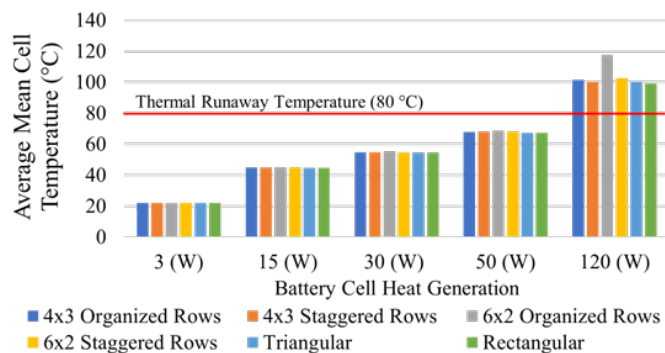 140
120
100
80
60
40
20
0
Average Mean Cell
Temperature (°C)
Thermal Runaway Temperature (80 °C)
3 (W) 15 (W) 30 (W) 50 (W) 120 (W)
Battery Cell Heat Generation
4x3 Organized Rows 4x3 Staggered Rows 6x2 Organized Rows
6x2 Staggered Rows Triangular Rectangular